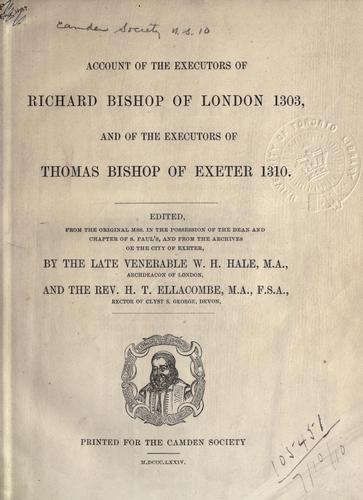 Camden Society n.s. 10
ACCOUNT OF THE EXECUTORS OF
RICHARD BISHOP OF LONDON 1303,
AND OF THE EXECUTORS OF
THOMAS BISHOP OF EXETER 1310.
EDITED,
FROM THE ORIGINAL MSS. IN THE POSSESSION OF THE DEAN AND
CHAPTER OF S. PAUL'S, AND FROM THE ARCHIVES
OF THE CITY OF EXETER,
BY THE LATE VENERABLE W. H. HALE, M.A.,
ARCHDEACON OF LONDON,
AND THE REV. H. T. ELLACOMBE, M.A., F.S.A.,
RECTOR OF CLYST S. GEORGE, DEVON,
PRINTED FOR THE CAMDEN SOCIETY
M.DCCC.LXXIV.
UNIVERSITY OF TORONTO LIBRARY
105451
7/12/10